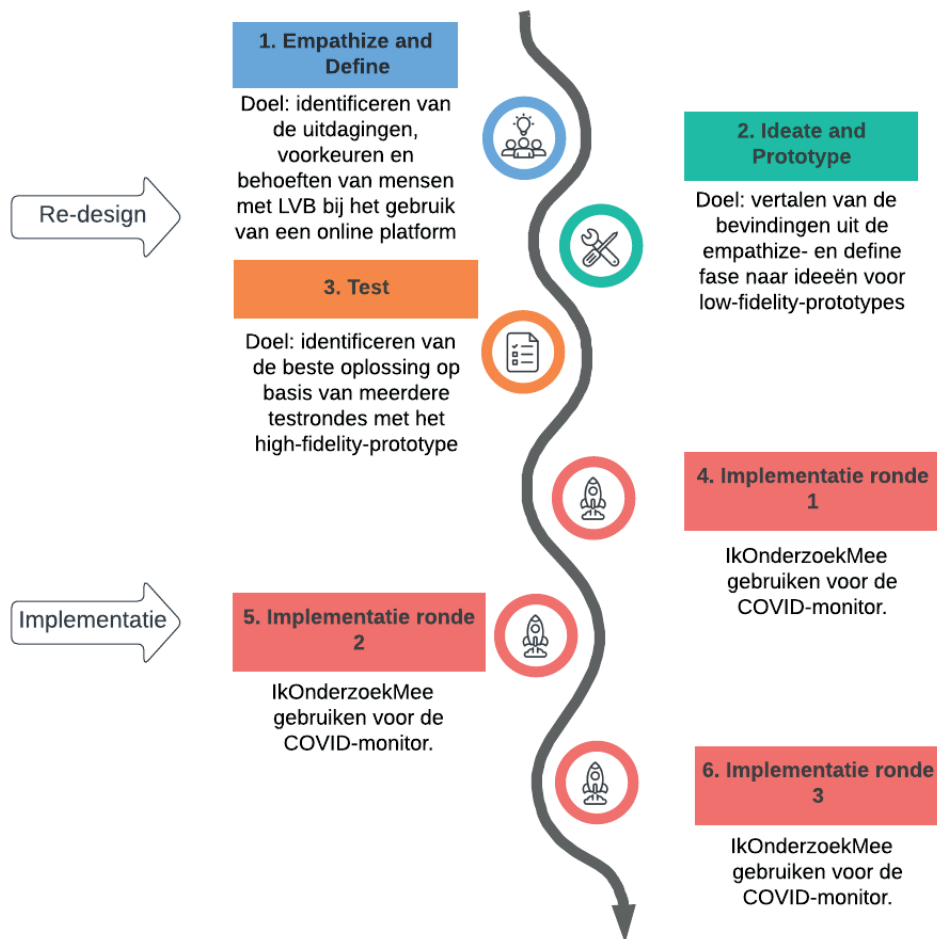 1. Empathize and
Define
Doel: identificeren van
de uitdagingen,
voorkeuren en
behoeften van mensen
met LVB bij het gebruik
van een online platform
2. Ideate and
Prototype
Doel: vertalen van de
bevindingen uit de
empathize- en define
fase naar ideeën voor
low-fidelity-prototypes
Re-design
3. Test
Doel: identificeren van
de beste oplossing op
basis van meerdere
testrondes met het
high-fidelity-prototype
4. Implementatie ronde
1
IkOnderzoekMee
gebruiken voor de
COVID-monitor.
Implementatie
5. Implementatie ronde
2
IkOnderzoekMee
gebruiken voor de
COVID-monitor.
6. Implementatie ronde
3
IkOnderzoekMee
gebruiken voor de
COVID-monitor.